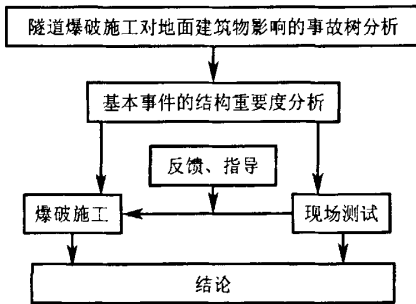 隧道爆破施工对地面建筑物影响的事故树分析
基本事件的结构重要度分析
反馈、指导
爆破施工
现场测试
结论